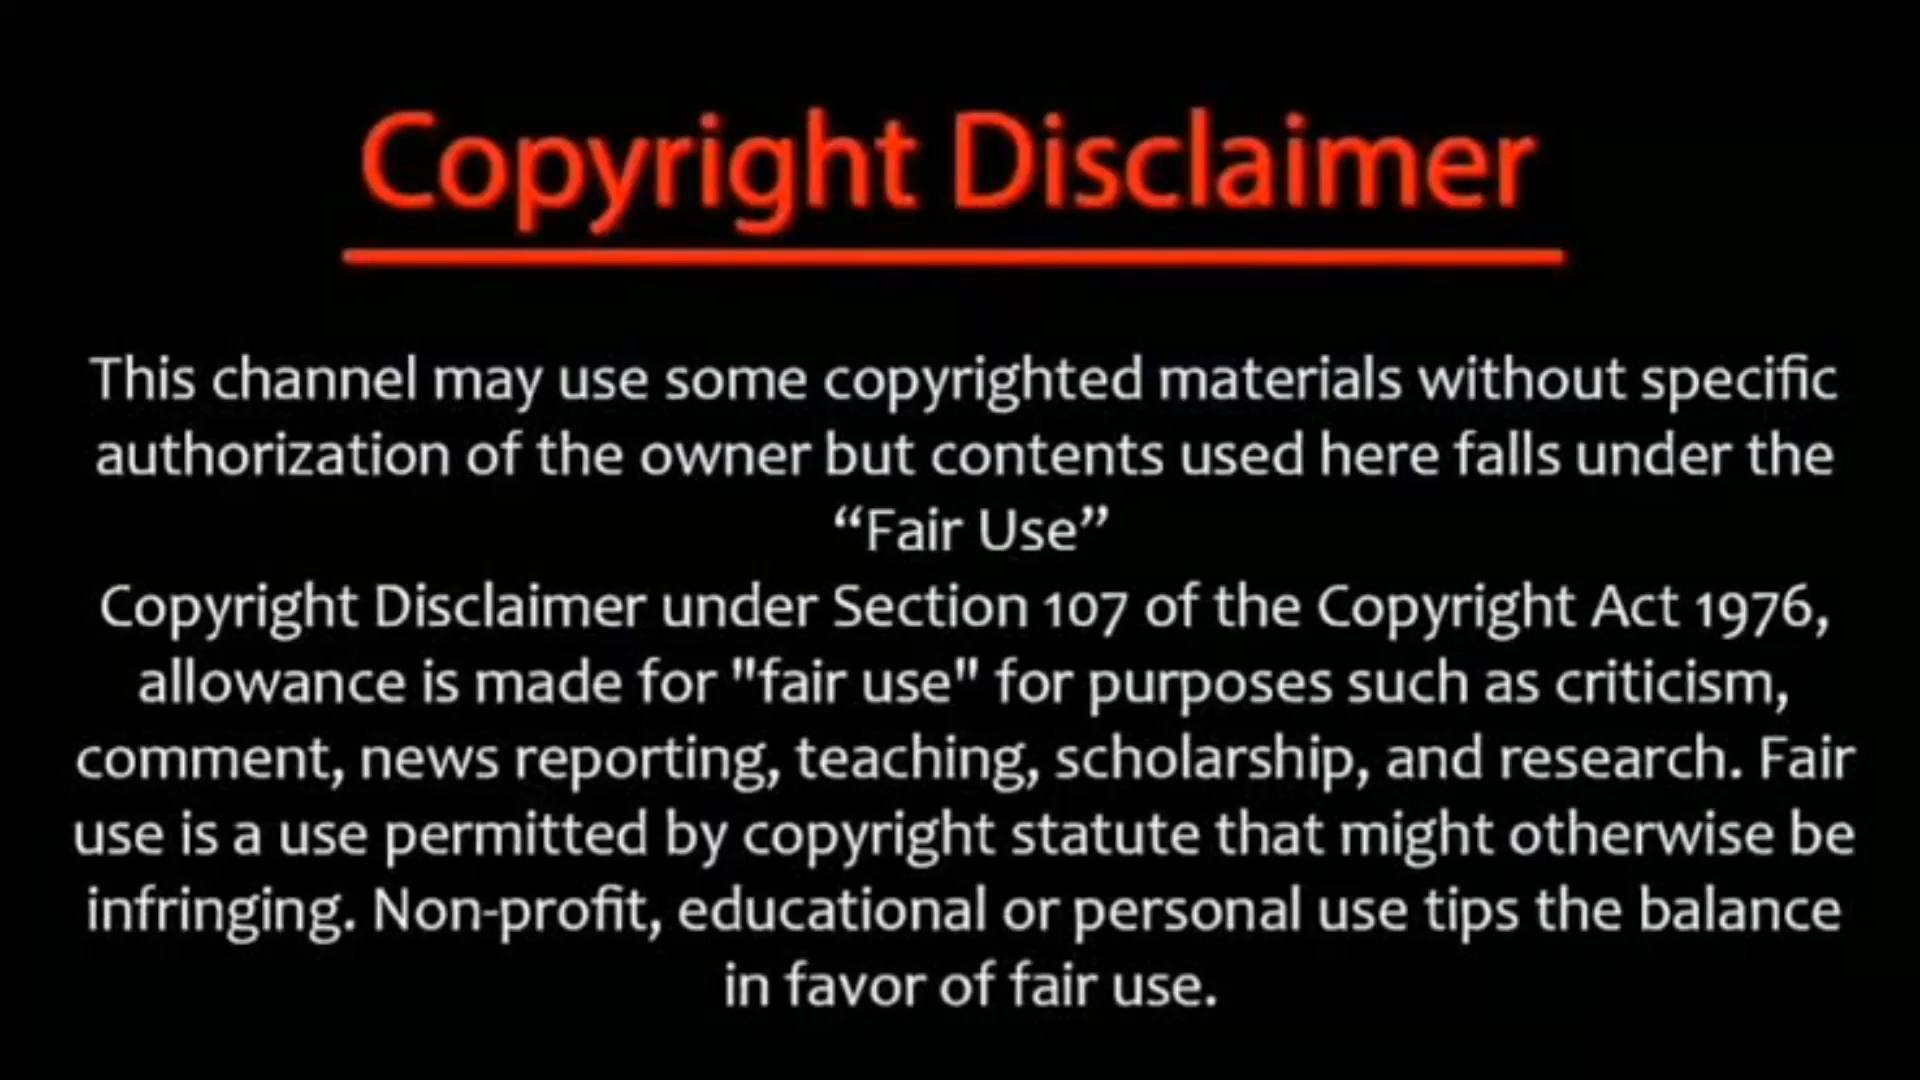 Copyright Disclaimer
This channel may use some copyrighted materials without specific
authorization of the owner but contents used here falls under the
“Fair Use”
Copyright Disclaimer under Section 107 of the Copyright Act 1976,
allowance is made for "fair use" for purposes such as criticism,
comment, news reporting, teaching, scholarship, and research. Fair
use is a use permitted by copyright statute that might otherwise be
infringing. Non-profit, educational or personal use tips the balance
in favor of fair use.